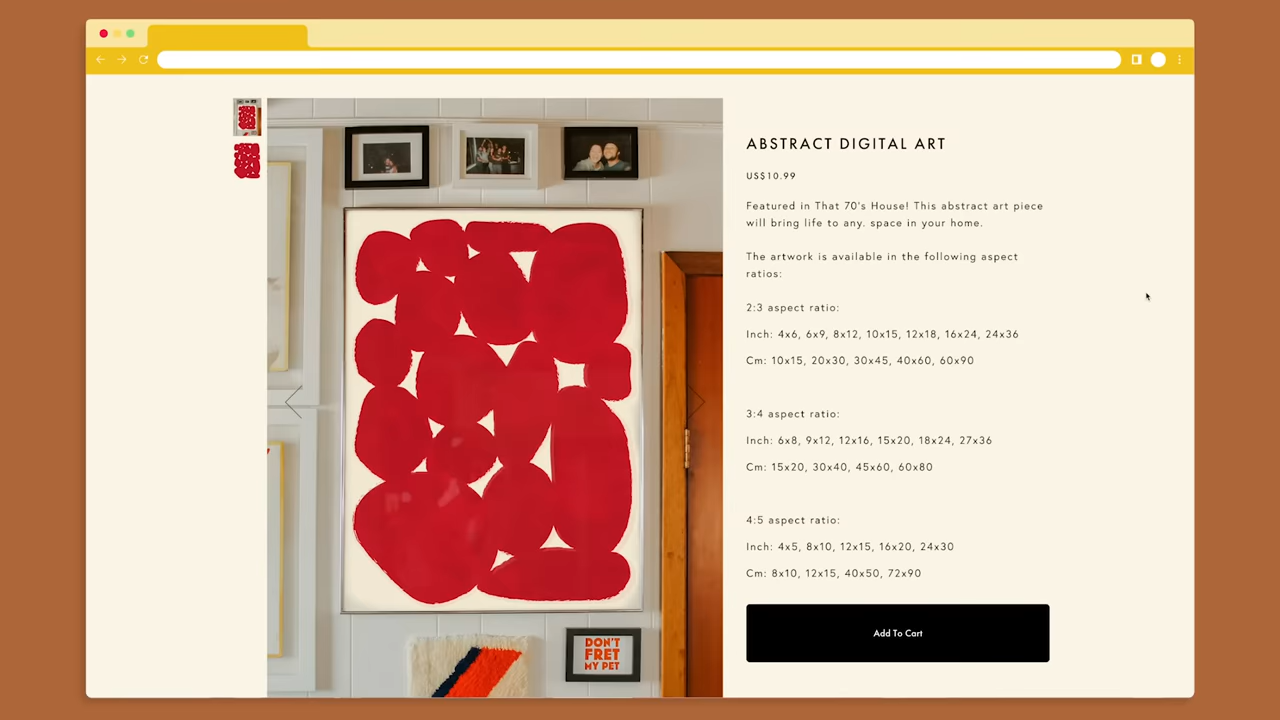 ABSTRACT DIGITAL ART
US$10.99
Featured in That 70's House! This abstract art piece
will bring life to any. space in your home.
The artwork is available in the following aspect
ratios:
2:3 aspect ratio:
Inch: 4x6, 6x9, 8x12, 10x15, 12x18, 16x24, 24x36
Cm: 10x15, 20x30, 30x45, 40x60, 60x90
3:4 aspect ratio:
Inch: 6x8, 9x12, 12x16, 15x20, 18x24, 27x36
Cm: 15x20, 30x40, 45x60, 60x80
4:5 aspect ratio:
Inch: 4x5, 8x10, 12x15, 16x20, 24x30
Cm: 8x10, 12x15, 40x50, 72x90
Add To Cart
DON'T
FRET
MY PET